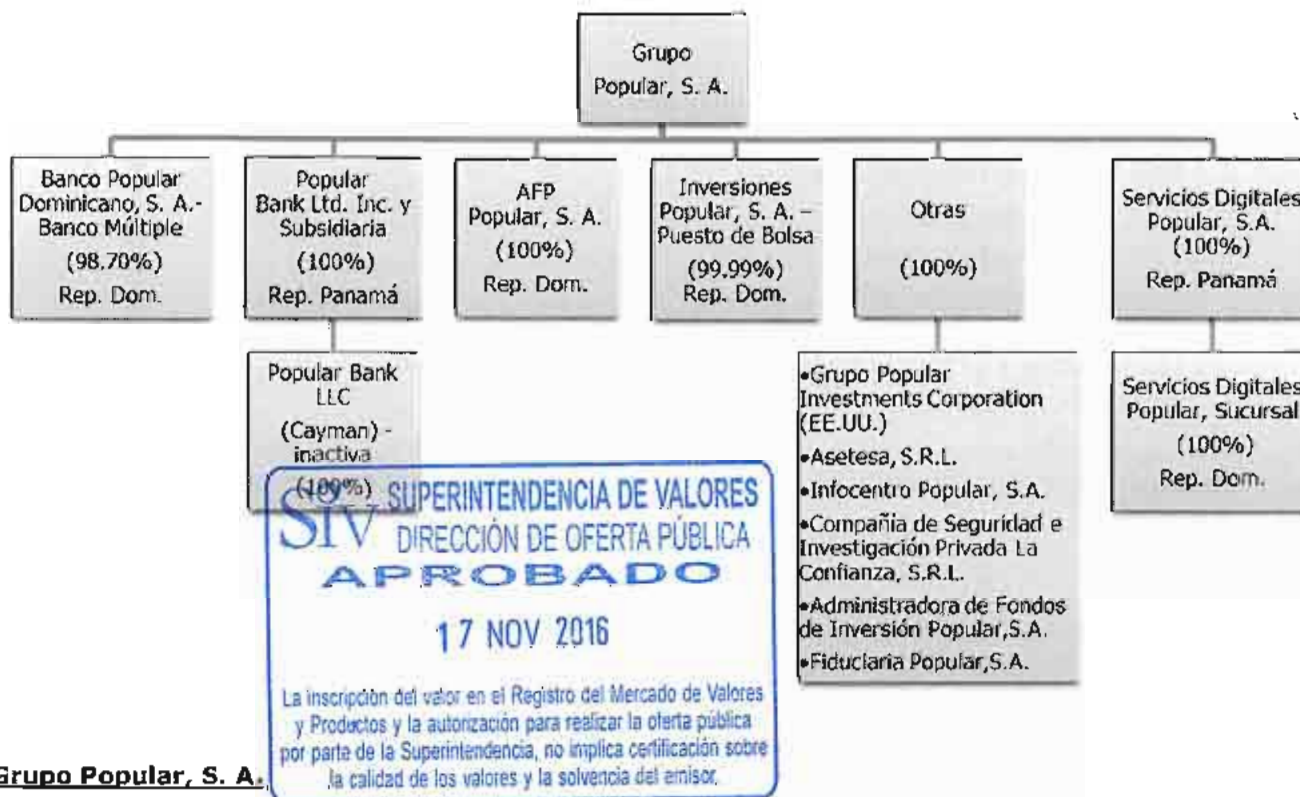 Grupo
Popular, S. A.
Banco Popular
Dominicano, S. A.-
Banco Múltiple
(98.70%)
Rep. Dom.
Popular
Bank Ltd. Inc. y
Subsidiaria
(100%)
Rep. Panamá
AFP
Popular, S. A.
(100%)
Rep. Dom.
Inversiones
Popular, S. A. –
Puesto de Bolsa
(99.99%)
Rep. Dom.
Otras
(100%)
Servicios Digitales
Popular, S.A.
(100%)
Rep. Panamá
Popular Bank
LLC
(Cayman) -
inactiva
(100%)
•Grupo Popular
Investments Corporation
(EE.UU.)
•Asetesa, S.R.L.
•Infocentro Popular, S.A.
•Compañia de Seguridad e
Investigación Privada La
Confianza, S.R.L.
•Administradora de Fondos
de Inversión Popular,S.A.
•Fiduciaria Popular,S.A.
Servicios Digitales
Popular, Sucursal
(100%)
Rep. Dom.
SIV SUPERINTENDENCIA DE VALORES
DIRECCIÓN DE OFERTA PÚBLICA
APROBADO
17 NOV 2016
La inscripción del valor en el Registro del Mercado de Valores
y Productos y la autorización para realizar la oferta pública
por parte de la Superintendencia, no implica certificación sobre
la calidad de los valores y la solvencia del emisor.
Grupo Popular, S. A.